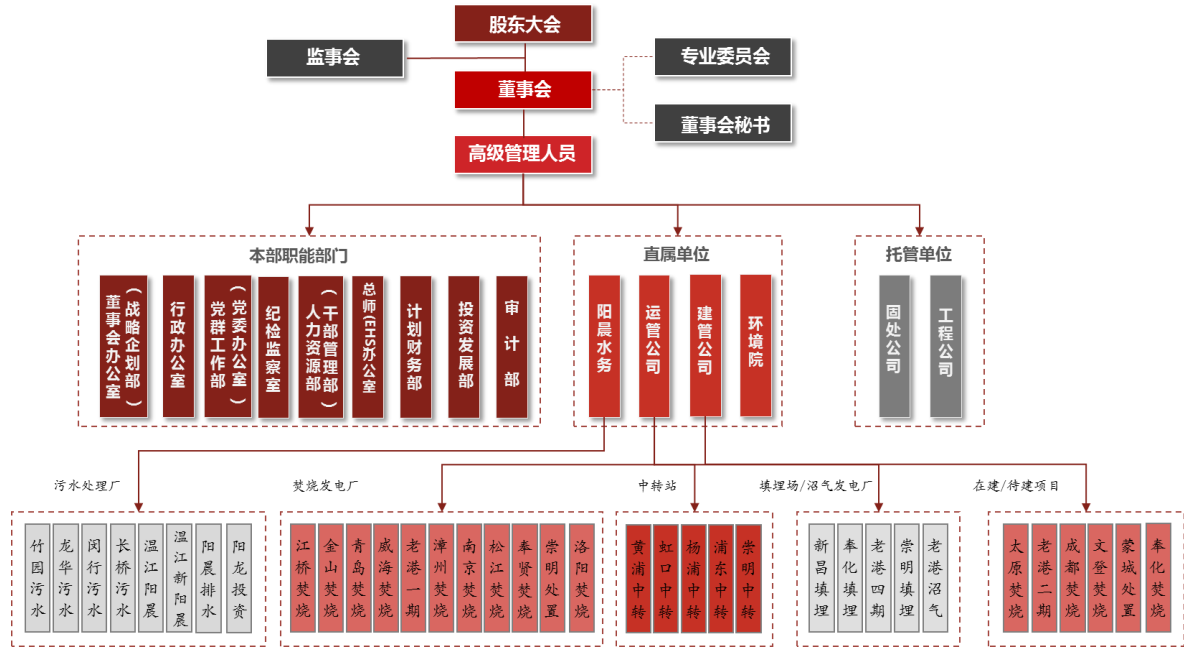 股东大会
监事会
专业委员会
董事会
董事会秘书
高级管理人员
本部职能部门
董事会办公室
（战略企划部）
行政办公室
党群工作部
（党委办公室）
纪检监察室
人力资源部
（干部管理部）
总师(EHS)办公室
计划财务部
投资发展部
审计部
直属单位
阳晨水务
运管公司
建管公司
环境院
托管单位
固处公司
工程公司
污水处理厂
竹园污水
龙华污水
闵行污水
长桥污水
温江阳晨
温江新阳晨
阳晨排水
阳龙投资
焚烧发电厂
江桥焚烧
金山焚烧
青岛焚烧
威海焚烧
老港一期
漳州焚烧
南京焚烧
松江焚烧
奉贤焚烧
崇明处置
洛阳焚烧
中转站
黄浦中转
虹口中转
杨浦中转
浦东中转
崇明中转
填埋场/沼气发电厂
新昌填埋
奉化填埋
老港四期
崇明填埋
老港沼气
在建/待建项目
太原焚烧
老港二期
成都焚烧
文登焚烧
蒙城处置
奉化焚烧